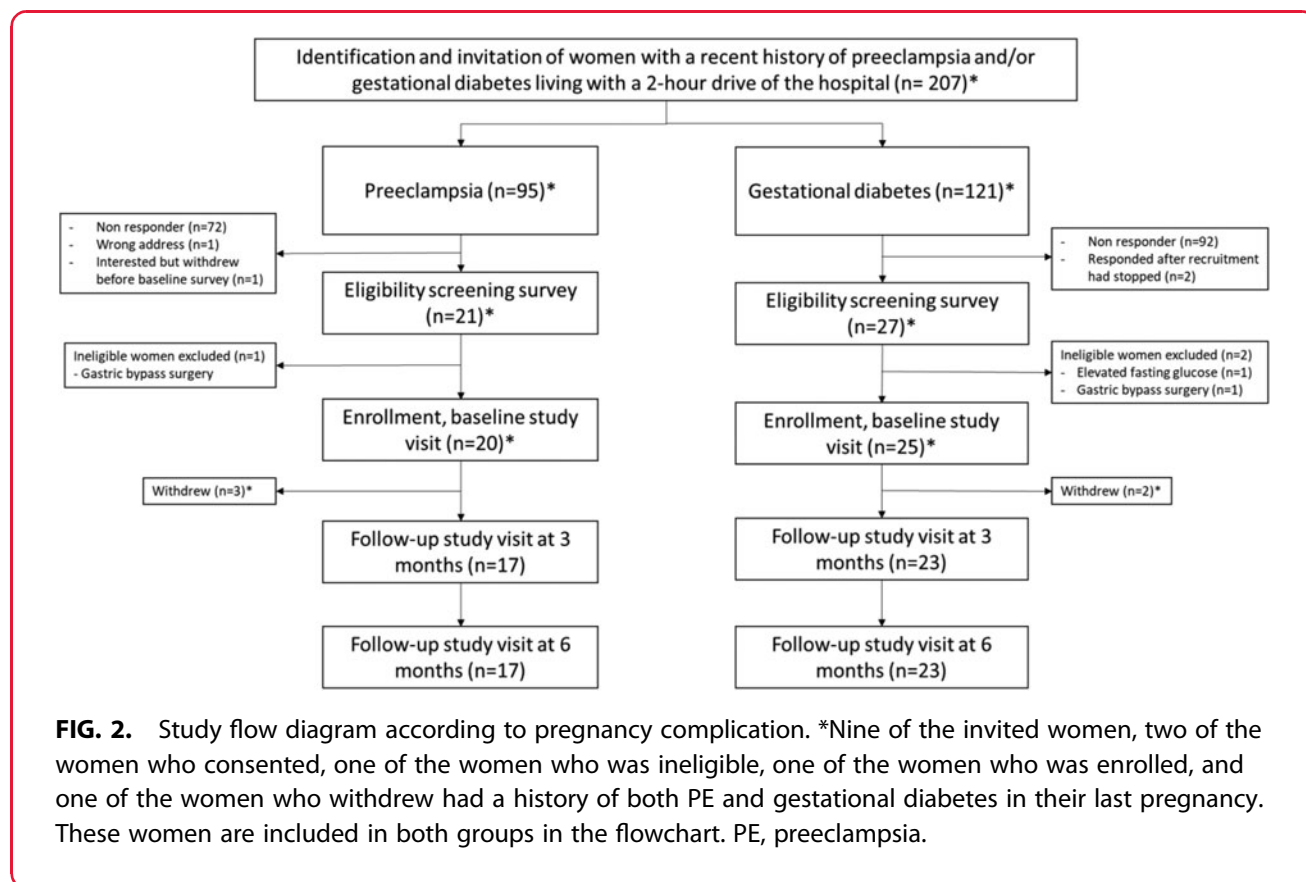 Identification and invitation of women with a recent history of preeclampsia and/or
gestational diabetes living with a 2-hour drive of the hospital (n= 207)*
Preeclampsia (n=95)*
Gestational diabetes (n=121)*
- Non responder (n=72)
- Wrong address (n=1)
- Interested but withdrew
before baseline survey (n=1)
- Non responder (n=92)
- Responded after recruitment
had stopped (n=2)
Eligibility screening survey
(n=21)*
Eligibility screening survey
(n=27)*
Ineligible women excluded (n=1)
- Gastric bypass surgery
Ineligible women excluded (n=2)
- Elevated fasting glucose (n=1)
- Gastric bypass surgery (n=1)
Enrollment, baseline study
visit (n=20)*
Enrollment, baseline study
visit (n=25)*
Withdrew (n=3)*
Withdrew (n=2)*
Follow-up study visit at 3
months (n=17)
Follow-up study visit at 3
months (n=23)
Follow-up study visit at 6
months (n=17)
Follow-up study visit at 6
months (n=23)
FIG. 2. Study flow diagram according to pregnancy complication. *Nine of the invited women, two of the
women who consented, one of the women who was ineligible, one of the women who was enrolled, and
one of the women who withdrew had a history of both PE and gestational diabetes in their last pregnancy.
These women are included in both groups in the flowchart. PE, preeclampsia.